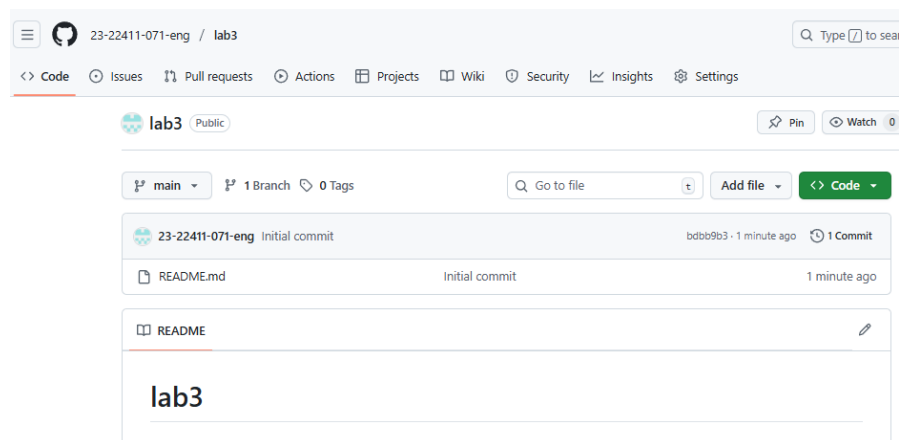 23-22411-071-eng / lab3
Type / to sear
Code Issues Pull requests Actions Projects Wiki Security Insights Settings
lab3 Public
Pin Watch 0
main 1 Branch 0 Tags
Go to file t Add file Code
23-22411-071-eng Initial commit bdbb9b3 · 1 minute ago 1 Commit
README.md Initial commit 1 minute ago
README
lab3